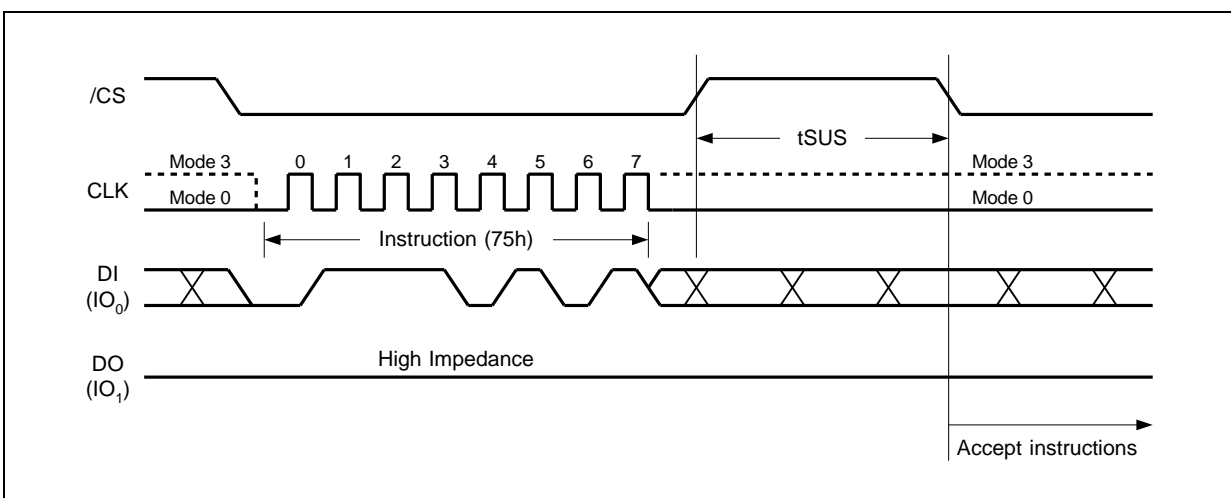 /CS
tSUS
Mode 3 0 1 2 3 4 5 6 7 Mode 3
CLK
Mode 0 Mode 0
Instruction (75h)
DI
(IO0)
High Impedance
DO
(IO1)
Accept instructions